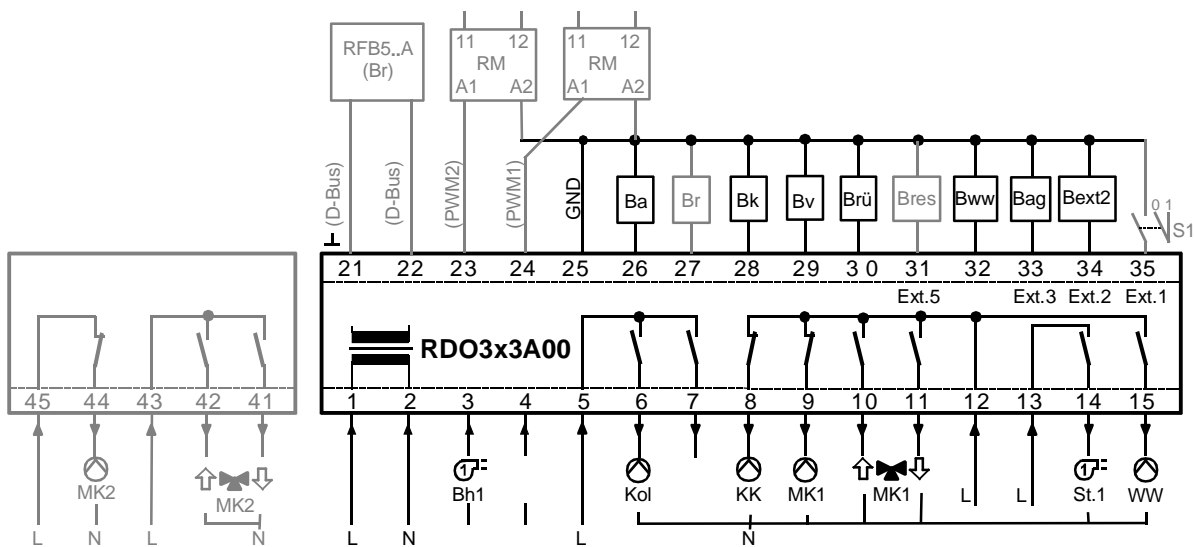 11 12 11 12
RFB5..A
(Br)
RM RM
A1 A2 A1 A2
(D-Bus) (D-Bus) (PWM2) (PWM1) GND
Ba Br Bk Bv Brü Bres Bww Bag Bext2
0 1
S1
21 22 23 24 25 26 27 28 29 30 31 32 33 34 35
Ext.5 Ext.3 Ext.2 Ext.1
RDO3x3A00
45 44 43 42 41 1 2 3 4 5 6 7 8 9 10 11 12 13 14 15
1 1
MK2 MK2 Bh1 Kol KK MK1 MK1 L L St.1 WW
L N L N L N L N